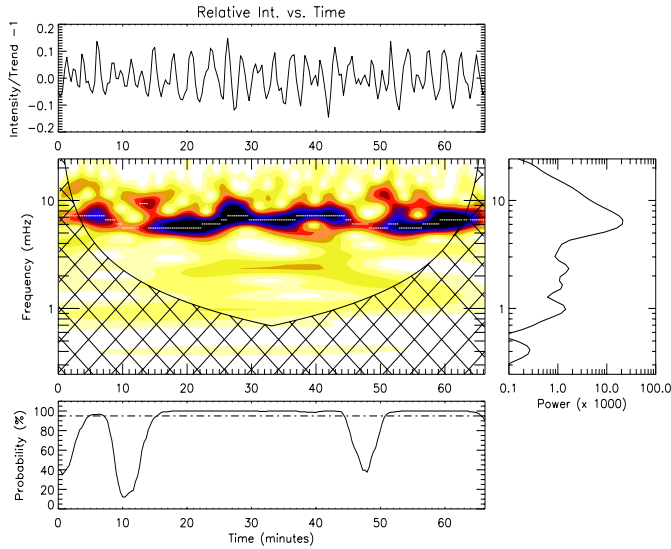 Relative Int. vs. Time
Intensity/Trend −1
0.2
0.1
0.0
-0.1
-0.2
0 10 20 30 40 50 60
Frequency (mHz)
10
1
0 10 20 30 40 50 60
10
1
0.1 1.0 10.0 100.0
Power (x 1000)
Probability (%)
100
80
60
40
20
0
0 10 20 30 40 50 60
Time (minutes)